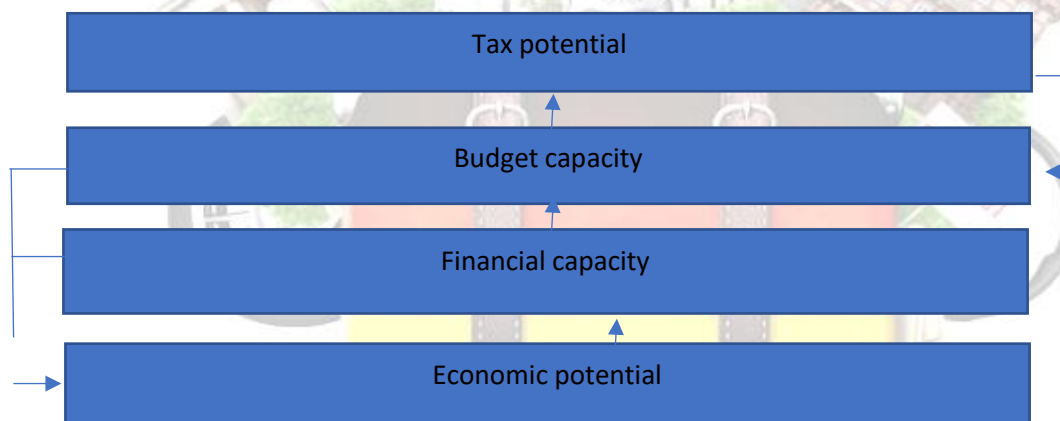 Tax potential
Budget capacity
Financial capacity
Economic potential